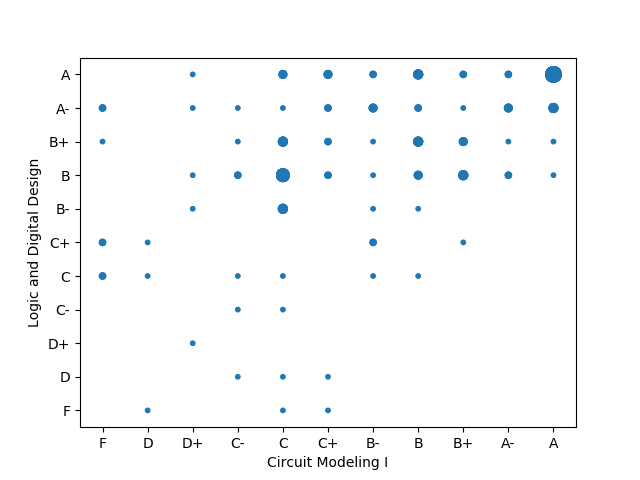 A
A-
B+
B
B-
C+
C
C-
D+
D
F
Logic and Digital Design
F D D+ C- C C+ B- B B+ A- A
Circuit Modeling I